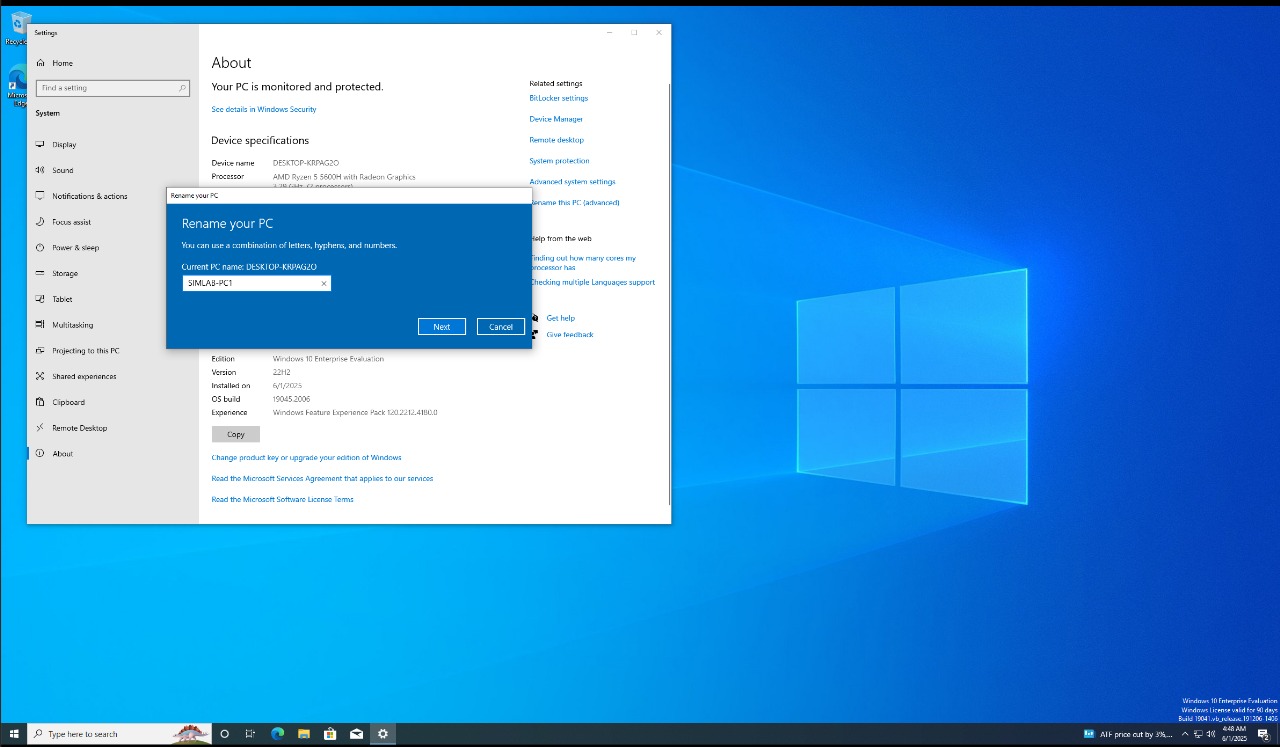 Recycle
Micros
Edge
Settings
Home
Find a setting
System
Display
Sound
Notifications & actions
Focus assist
Power & sleep
Storage
Tablet
Multitasking
Projecting to this PC
Shared experiences
Clipboard
Remote Desktop
About
About
Your PC is monitored and protected.
See details in Windows Security
Device specifications
Device name DESKTOP-KRPAG2O
Processor AMD Ryzen 5 5600H with Radeon Graphics
3.29 GHz (2 processors)
Rename your PC
Rename your PC
You can use a combination of letters, hyphens, and numbers.
Current PC name: DESKTOP-KRPAG2O
SIMLAB-PC1
Next Cancel
Edition Windows 10 Enterprise Evaluation
Version 22H2
Installed on 6/1/2025
OS build 19045.2006
Experience Windows Feature Experience Pack 120.2212.4180.0
Copy
Change product key or upgrade your edition of Windows
Read the Microsoft Services Agreement that applies to our services
Read the Microsoft Software License Terms
Related settings
BitLocker settings
Device Manager
Remote desktop
System protection
Advanced system settings
Rename this PC (advanced)
Help from the web
Finding out how many cores my
processor has
Checking multiple Languages support
Get help
Give feedback
Windows 10 Enterprise Evaluation
Windows License valid for 90 days
Build 19041.vb_release.191206-1406
Type here to search
ATF price cut by 3%,...
4:48 AM
6/1/2025
2